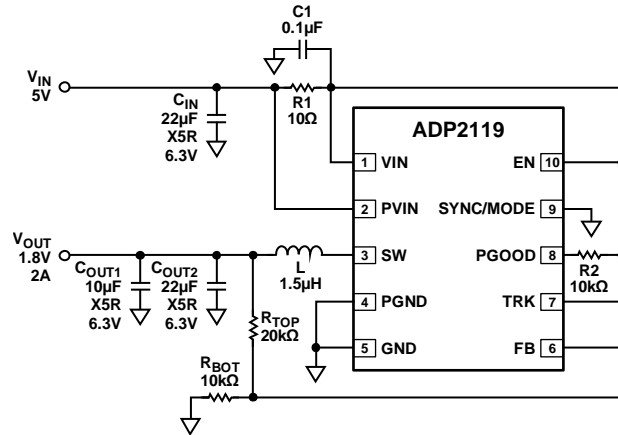 C1
0.1µF
VIN
5V
CIN
22µF
X5R
6.3V
R1
10Ω
ADP2119
1 VIN
EN 10
2 PVIN
SYNC/MODE 9
VOUT
1.8V
2A
COUT1
10µF
X5R
6.3V
COUT2
22µF
X5R
6.3V
L
1.5µH
3 SW
PGOOD 8
R2
10kΩ
4 PGND
TRK 7
RTOP
20kΩ
5 GND
FB 6
RBOT
10kΩ